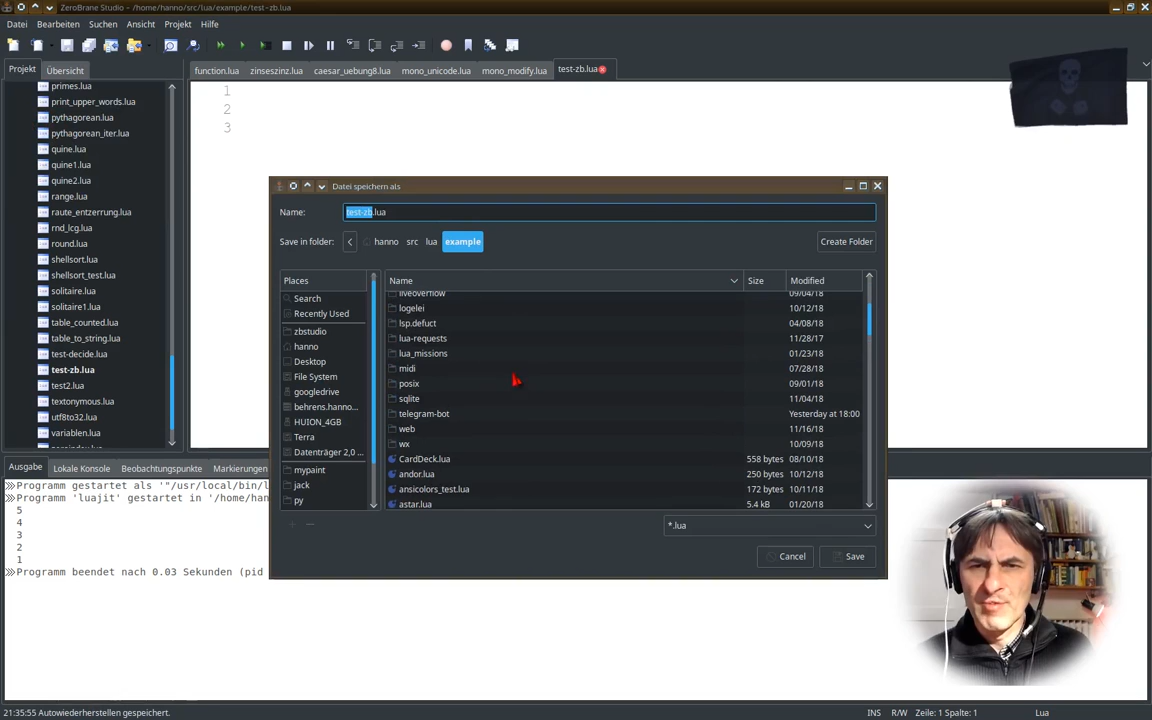 ZeroBrane Studio - /home/hanno/src/lua/example/test-zb.lua
Datei Bearbeiten Suchen Ansicht Projekt Hilfe
Projekt Übersicht
function.lua zinseszinz.lua caesar_uebung8.lua mono_unicode.lua mono_modify.lua test-zb.lua
primes.lua
print_upper_words.lua
pythagorean.lua
pythagorean_iter.lua
quine.lua
quine1.lua
quine2.lua
range.lua
raute_entzerrung.lua
rnd_lcg.lua
round.lua
shellsort.lua
shellsort_test.lua
solitaire.lua
solitaire1.lua
table_counted.lua
table_to_string.lua
test-decide.lua
test-zb.lua
test2.lua
textonymous.lua
utf8to32.lua
variablen.lua
1
2
3
Datei speichern als
Name: test-zb.lua
Save in folder: hanno src lua example Create Folder
Places
Search
Recently Used
zbstudio
hanno
Desktop
File System
googledrive
behrens.hanno...
HUION_4GB
Terra
Datenträger 2,0 ...
mypaint
jack
py
Name Size Modified
liveoverflow 09/04/18
logelei 10/12/18
lsp.defuct 04/08/18
lua-requests 11/28/17
lua_missions 01/23/18
midi 07/28/18
posix 09/01/18
sqlite 11/04/18
telegram-bot Yesterday at 18:00
web 11/16/18
wx 10/09/18
CardDeck.lua 558 bytes 08/10/18
andor.lua 250 bytes 10/12/18
ansicolors_test.lua 172 bytes 10/11/18
astar.lua 5.4 kB 01/20/18
*.lua
Cancel Save
Ausgabe Lokale Konsole Beobachtungspunkte Markierungen
Programm gestartet als '"/usr/local/bin/l
Programm 'luajit' gestartet in '/home/han
5
4
3
2
1
Programm beendet nach 0.03 Sekunden (pid
21:35:55 Autowiederherstellen gespeichert. INS R/W Zeile: 1 Spalte: 1 Lua